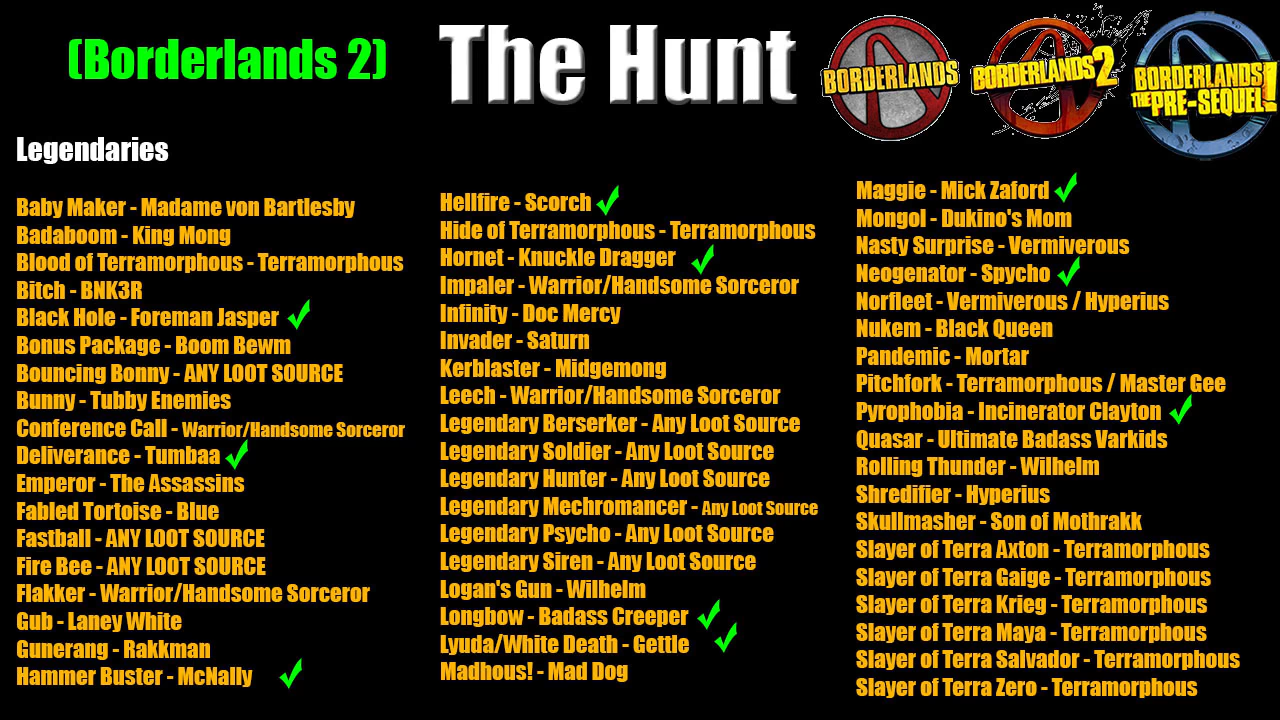 (Borderlands 2)
The Hunt
BORDERLANDS
BORDERLANDS 2
BORDERLANDS
THE PRE-SEQUEL!
Legendaries
Baby Maker - Madame von Bartlesby
Badaboom - King Mong
Blood of Terramorphous - Terramorphous
Bitch - BNK3R
Black Hole - Foreman Jasper
Bonus Package - Boom Bewm
Bouncing Bonny - ANY LOOT SOURCE
Bunny - Tubby Enemies
Conference Call - Warrior/Handsome Sorceror
Deliverance - Tumbaa
Emperor - The Assassins
Fabled Tortoise - Blue
Fastball - ANY LOOT SOURCE
Fire Bee - ANY LOOT SOURCE
Flakker - Warrior/Handsome Sorceror
Gub - Laney White
Gunerang - Rakkman
Hammer Buster - McNally
Hellfire - Scorch
Hide of Terramorphous - Terramorphous
Hornet - Knuckle Dragger
Impaler - Warrior/Handsome Sorceror
Infinity - Doc Mercy
Invader - Saturn
Kerblaster - Midgemong
Leech - Warrior/Handsome Sorceror
Legendary Berserker - Any Loot Source
Legendary Soldier - Any Loot Source
Legendary Hunter - Any Loot Source
Legendary Mechromancer - Any Loot Source
Legendary Psycho - Any Loot Source
Legendary Siren - Any Loot Source
Logan's Gun - Wilhelm
Longbow - Badass Creeper
Lyuda/White Death - Gettle
Madhous! - Mad Dog
Maggie - Mick Zaford
Mongol - Dukino's Mom
Nasty Surprise - Vermiverous
Neogenator - Spycho
Norfleet - Vermiverous / Hyperius
Nukem - Black Queen
Pandemic - Mortar
Pitchfork - Terramorphous / Master Gee
Pyrophobia - Incinerator Clayton
Quasar - Ultimate Badass Varkids
Rolling Thunder - Wilhelm
Shredifier - Hyperius
Skullmasher - Son of Mothrakk
Slayer of Terra Axton - Terramorphous
Slayer of Terra Gaige - Terramorphous
Slayer of Terra Krieg - Terramorphous
Slayer of Terra Maya - Terramorphous
Slayer of Terra Salvador - Terramorphous
Slayer of Terra Zero - Terramorphous